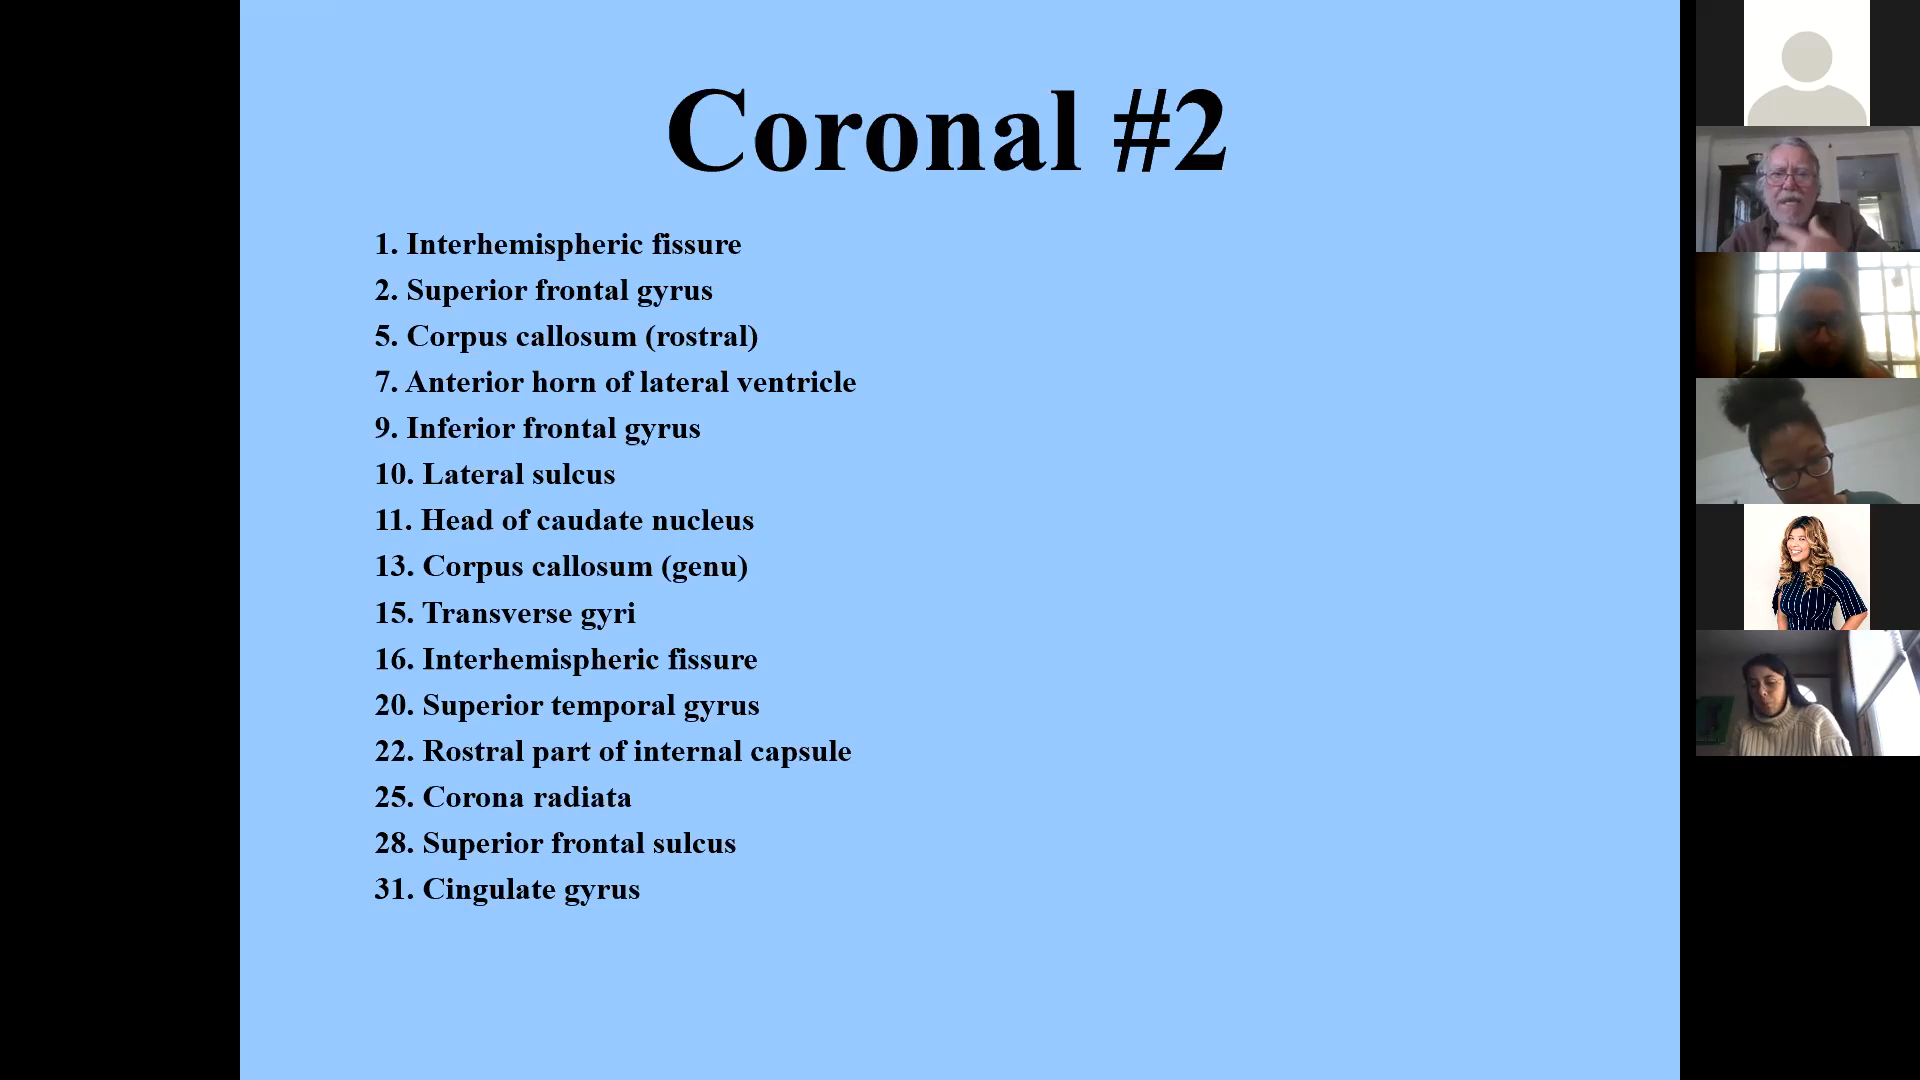 Coronal #2
1. Interhemispheric fissure
2. Superior frontal gyrus
5. Corpus callosum (rostral)
7. Anterior horn of lateral ventricle
9. Inferior frontal gyrus
10. Lateral sulcus
11. Head of caudate nucleus
13. Corpus callosum (genu)
15. Transverse gyri
16. Interhemispheric fissure
20. Superior temporal gyrus
22. Rostral part of internal capsule
25. Corona radiata
28. Superior frontal sulcus
31. Cingulate gyrus